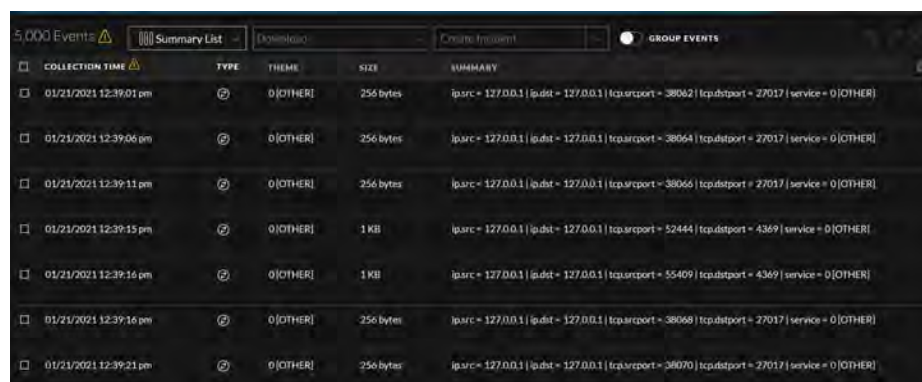 5,000 Events Summary List Download Create Incident GROUP EVENTS
COLLECTION TIME TYPE THEME SIZE SUMMARY
01/21/2021 12:39:01 pm 0 [OTHER] 256 bytes ip.src = 127.0.0.1 | ip.dst = 127.0.0.1 | tcp.srcport = 38062 | tcp.dstport = 27017 | service = 0 [OTHER]
01/21/2021 12:39:06 pm 0 [OTHER] 256 bytes ip.src = 127.0.0.1 | ip.dst = 127.0.0.1 | tcp.srcport = 38064 | tcp.dstport = 27017 | service = 0 [OTHER]
01/21/2021 12:39:11 pm 0 [OTHER] 256 bytes ip.src = 127.0.0.1 | ip.dst = 127.0.0.1 | tcp.srcport = 38066 | tcp.dstport = 27017 | service = 0 [OTHER]
01/21/2021 12:39:15 pm 0 [OTHER] 1 KB ip.src = 127.0.0.1 | ip.dst = 127.0.0.1 | tcp.srcport = 52444 | tcp.dstport = 4369 | service = 0 [OTHER]
01/21/2021 12:39:16 pm 0 [OTHER] 1 KB ip.src = 127.0.0.1 | ip.dst = 127.0.0.1 | tcp.srcport = 55409 | tcp.dstport = 4369 | service = 0 [OTHER]
01/21/2021 12:39:16 pm 0 [OTHER] 256 bytes ip.src = 127.0.0.1 | ip.dst = 127.0.0.1 | tcp.srcport = 38068 | tcp.dstport = 27017 | service = 0 [OTHER]
01/21/2021 12:39:21 pm 0 [OTHER] 256 bytes ip.src = 127.0.0.1 | ip.dst = 127.0.0.1 | tcp.srcport = 38070 | tcp.dstport = 27017 | service = 0 [OTHER]